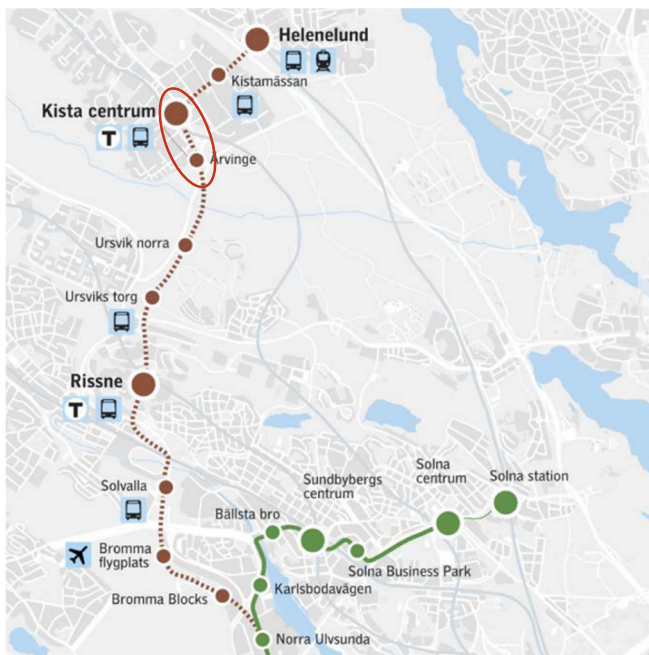 Helenelund
Kistamässan
Kista centrum
T
Ärvinge
Ursvik norra
Ursviks torg
Rissne
T
Solvalla
Bromma
flygplats
Bromma Blocks
Bällsta bro
Sundbybergs
centrum
Solna
centrum
Solna station
Solna Business Park
Karlsbodavägen
Norra Ulvsunda